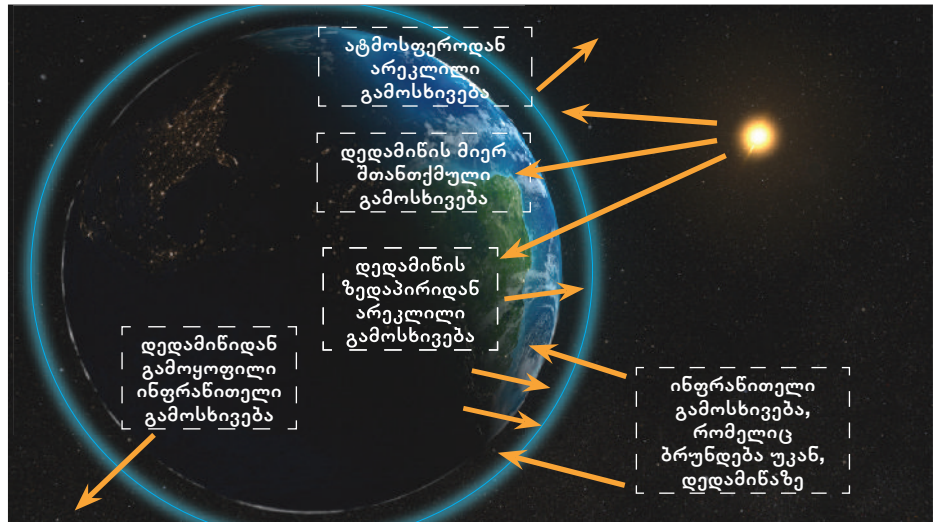 ატმოსფეროდან
არეკლილი
გამოსხივება
დედამიწის მიერ
შთანთქმული
გამოსხივება
დედამიწის
ზედაპირიდან
არეკლილი
გამოსხივება
დედამიწიდან
გამოყოფილი
ინფრაწითელი
გამოსხივება
ინფრაწითელი
გამოსხივება,
რომელიც
ბრუნდება უკან,
დედამიწაზე